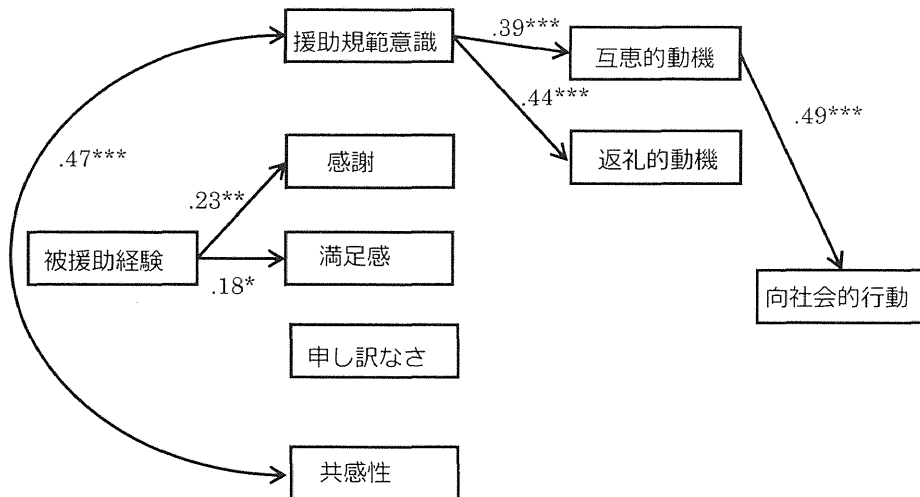 援助規範意識
.39***
互恵的動機
.44***
.49***
.47***
感謝
返礼的動機
.23**
被援助経験
満足感
.18*
向社会的行動
申し訳なさ
共感性